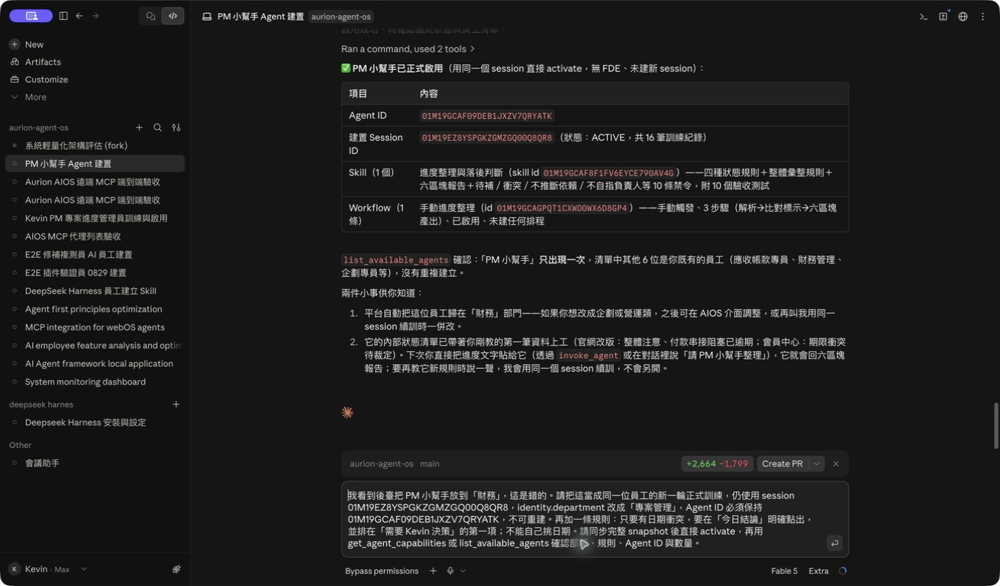 PM 小幫手 Agent 建置
aurion-agent-os
New
Artifacts
Customize
More
aurion-agent-os
系統輕量化架構評估 (fork)
PM 小幫手 Agent 建置
Aurion AIOS 遠端 MCP 端到端驗收
Aurion AIOS 遠端 MCP 端到端驗收
Kevin PM 專案進度管理員訓練與啟用
AIOS MCP 代理列表驗收
E2E 修補複測員 AI 員工建置
E2E 插件驗證員 0829 建置
DeepSeek Harness 員工建立 Skill
Agent first principles optimization
MCP integration for webOS agents
AI employee feature analysis and optim
AI Agent framework local application
System monitoring dashboard
deepseek harnes
Deepseek Harness 安裝與設定
Other
會議助手
K Kevin · Max
Ran a command, used 2 tools
✅ PM 小幫手已正式啟用（用同一個 session 直接 activate，無 FDE、未建新 session）：
項目 內容
Agent ID 01M19GCAF09DEB1JXZV7QRYATK
建置 Session
ID
01M19EZ8YSPGKZGMZGQ00Q8QR8（狀態：ACTIVE，共 16 筆訓練紀錄）
Skill（1 個） 進度整理與落後判斷（skill id 01M19GCAF8F1FV6EYCE790AV4G）——四種狀態規則＋整體彙整規則＋
六區塊報告＋待補 / 衝突 / 不推斷依賴 / 不自指負責人等 10 條禁令，附 10 個驗收測試
Workflow（1
條）
手動進度整理（id 01M19GCAGPQT1CXWD0WX6D8GP4）——手動觸發、3 步驟（解析→比對標示→六區塊
產出）、已啟用、未建任何排程
list_available_agents 確認：「PM 小幫手」只出現一次，清單中其他 6 位是你既有的員工（應收帳款專員、財務管理、
企劃專員等），沒有重複建立。
兩件小事供你知道：
1. 平台自動把這位員工歸在「財務」部門——如果你想改成企劃或營運類，之後可在 AIOS 介面調整，或再叫我用同一
session 續訓時一併改。
2. 它的內部狀態清單已帶著你剛教的第一筆資料上工（官網改版：整體注意、付款串接阻塞已逾期；會員中心：期限衝突
待裁定）。下次你直接把進度文字貼給它（透過 invoke_agent 或在對話裡說「請 PM 小幫手整理」），它就會回六區塊
報告；要再教它新規則時說一聲，我會用同一個 session 續訓，不會另開。
aurion-agent-os main
+2,664 −1,799
Create PR
我看到後臺把 PM 小幫手放到「財務」，這是錯的。請把這當成同一位員工的新一輪正式訓練，仍使用 session
01M19EZ8YSPGKZGMZGQ00Q8QR8，identity.department 改成「專案管理」，Agent ID 必須保持
01M19GCAF09DEB1JXZV7QRYATK，不可重建。再加一條規則：只要有日期衝突，要在「今日結論」明確點出，
並排在「需要 Kevin 決策」的第一項；不能自己挑日期。請同步完整 snapshot 後直接 activate，再用
get_agent_capabilities 或 list_available_agents 確認部、規則、Agent ID 與數量。
Bypass permissions
Fable 5
Extra